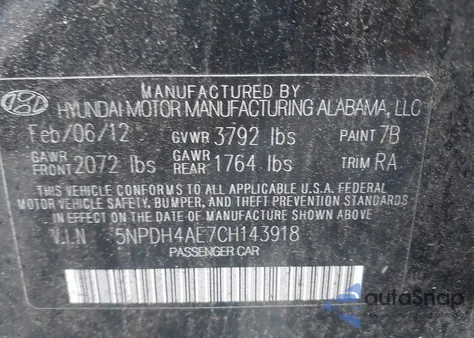 MANUFACTURED BY
HYUNDAI MOTOR MANUFACTURING ALABAMA, LLC
Feb/06/12 GVWR 3792 lbs PAINT 7B
GAWR FRONT 2072 lbs GAWR REAR 1764 lbs TRIM RA
THIS VEHICLE CONFORMS TO ALL APPLICABLE U.S.A. FEDERAL
MOTOR VEHICLE SAFETY, BUMPER, AND THEFT PREVENTION STANDARDS
IN EFFECT ON THE DATE OF MANUFACTURE SHOWN ABOVE.
V.I.N 5NPDH4AE7CH143918
PASSENGER CAR
autoSnap